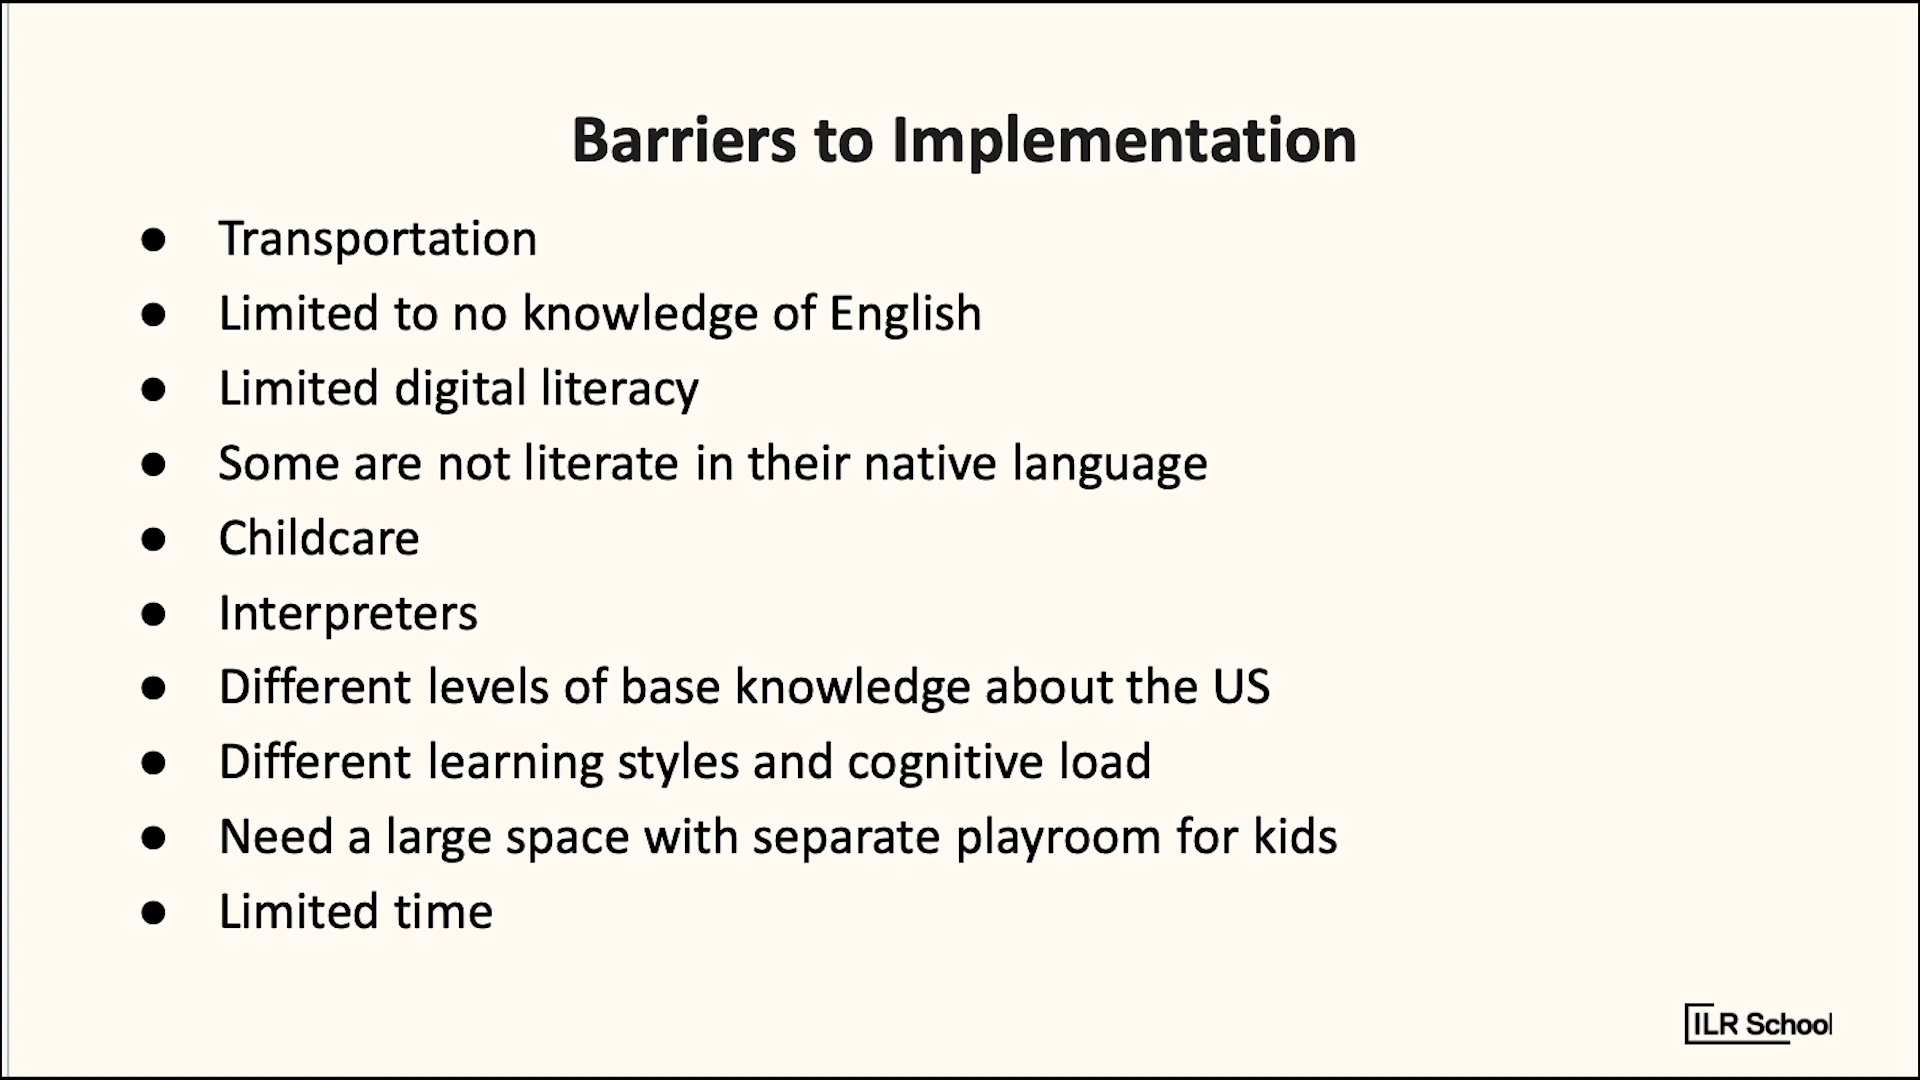 Barriers to Implementation
● Transportation
● Limited to no knowledge of English
● Limited digital literacy
● Some are not literate in their native language
● Childcare
● Interpreters
● Different levels of base knowledge about the US
● Different learning styles and cognitive load
● Need a large space with separate playroom for kids
● Limited time
ILR School